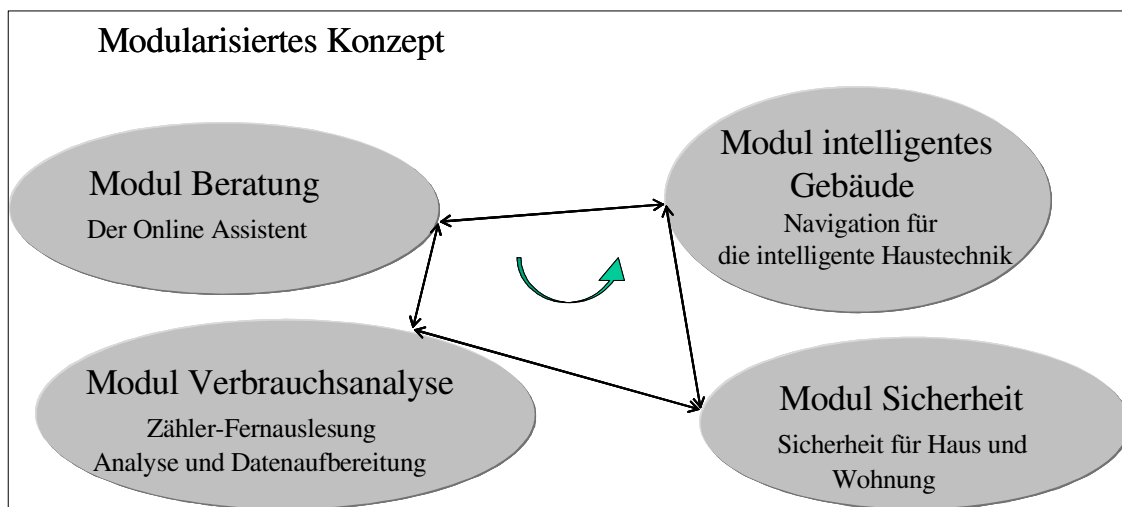 Modularisiertes Konzept
Modul Beratung
Der Online Assistent
Modul intelligentes
Gebäude
Navigation für
die intelligente Haustechnik
Modul Verbrauchsanalyse
Zähler-Fernauslesung
Analyse und Datenaufbereitung
Modul Sicherheit
Sicherheit für Haus und
Wohnung